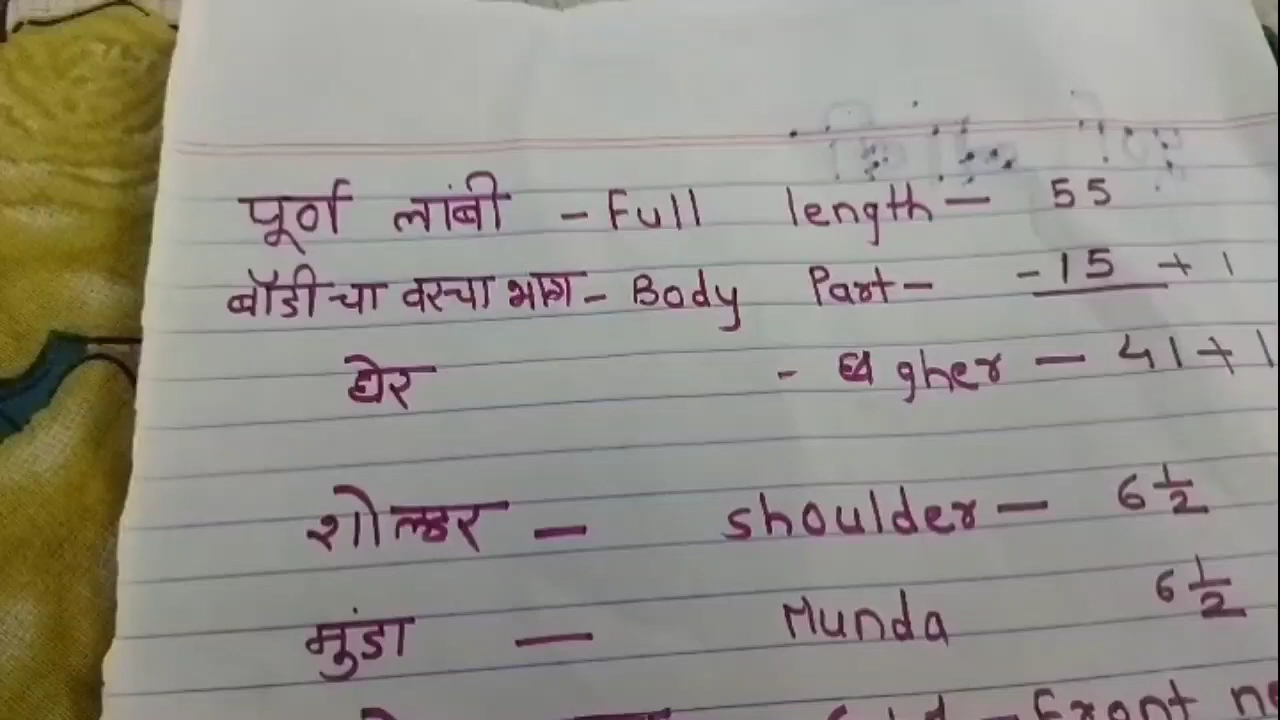 पूर्ण लांबी - Full length - 55
बॉडीचा वरचा भाग - Body Part - -15 + 1
घेर - gher - 41 + 1
शोल्डर - shoulder - 6 1/2
मुंडा - Munda 6 1/2
Front